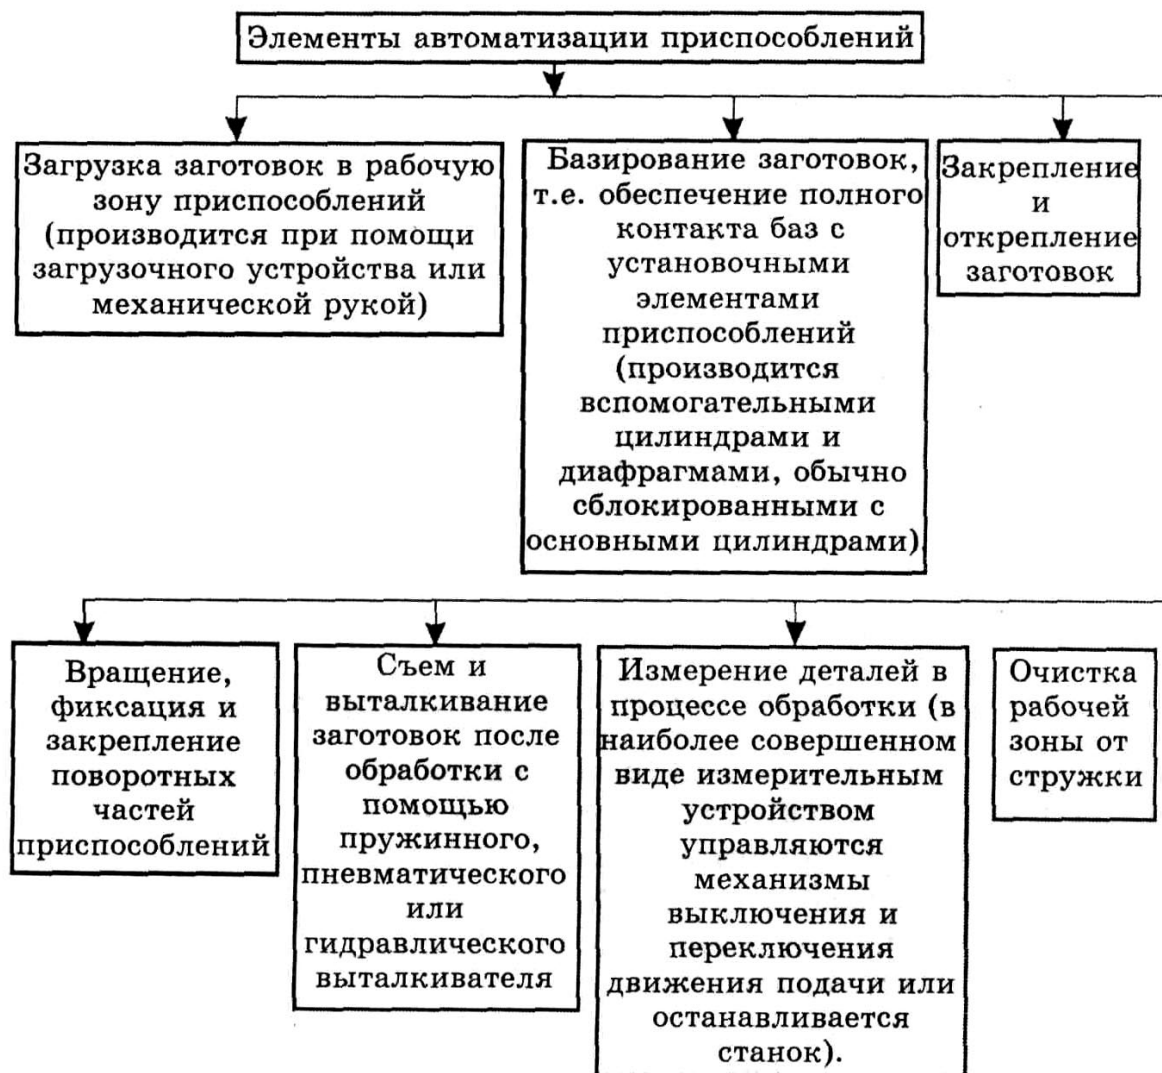 Элементы автоматизации приспособлений
Загрузка заготовок в рабочую
зону приспособлений
(производится при помощи
загрузочного устройства или
механической рукой)
Базирование заготовок,
т.е. обеспечение полного
контакта баз с
установочными
элементами
приспособлений
(производится
вспомогательными
цилиндрами и
диафрагмами, обычно
сблокированными с
основными цилиндрами)
Закрепление
и
открепление
заготовок
Вращение,
фиксация и
закрепление
поворотных
частей
приспособлений
Съем и
выталкивание
заготовок после
обработки с
помощью
пружинного,
пневматического
или
гидравлического
выталкивателя
Измерение деталей в
процессе обработки (в
наиболее совершенном
виде измерительным
устройством
управляются
механизмы
выключения и
переключения
движения подачи или
останавливается
станок).
Очистка
рабочей
зоны от
стружки